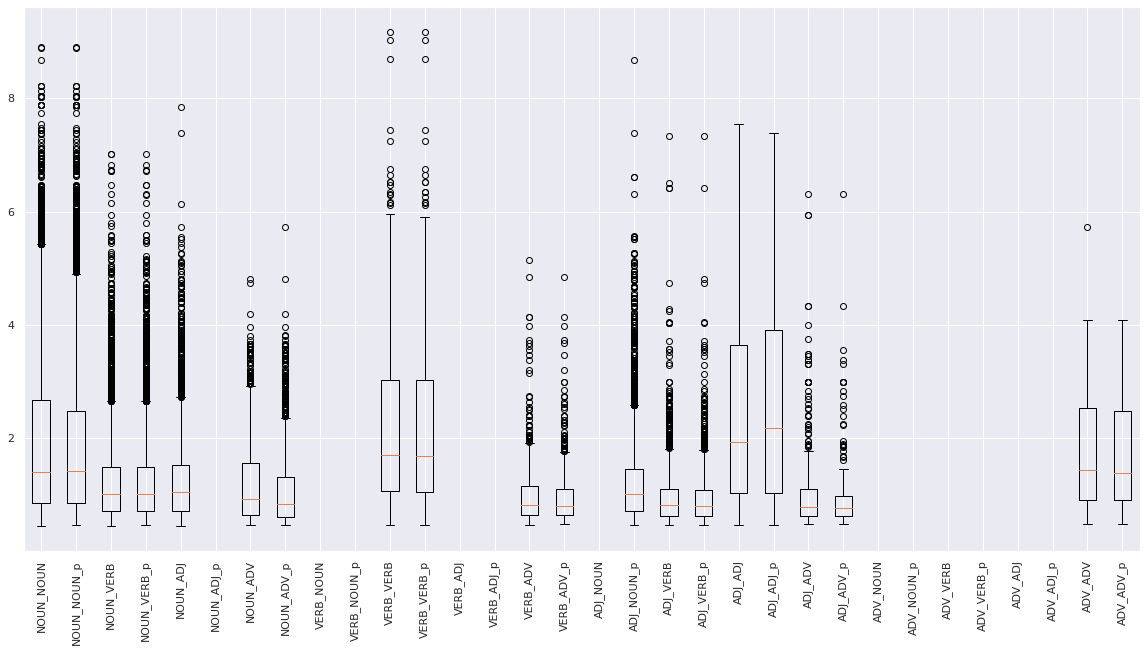 8
6
4
2
NOUN_NOUN
NOUN_NOUN_p
NOUN_VERB
NOUN_VERB_p
NOUN_ADJ
NOUN_ADJ_p
NOUN_ADV
NOUN_ADV_p
VERB_NOUN
VERB_NOUN_p
VERB_VERB
VERB_VERB_p
VERB_ADJ
VERB_ADJ_p
VERB_ADV
VERB_ADV_p
ADJ_NOUN
ADJ_NOUN_p
ADJ_VERB
ADJ_VERB_p
ADJ_ADJ
ADJ_ADJ_p
ADJ_ADV
ADJ_ADV_p
ADV_NOUN
ADV_NOUN_p
ADV_VERB
ADV_VERB_p
ADV_ADJ
ADV_ADJ_p
ADV_ADV
ADV_ADV_p